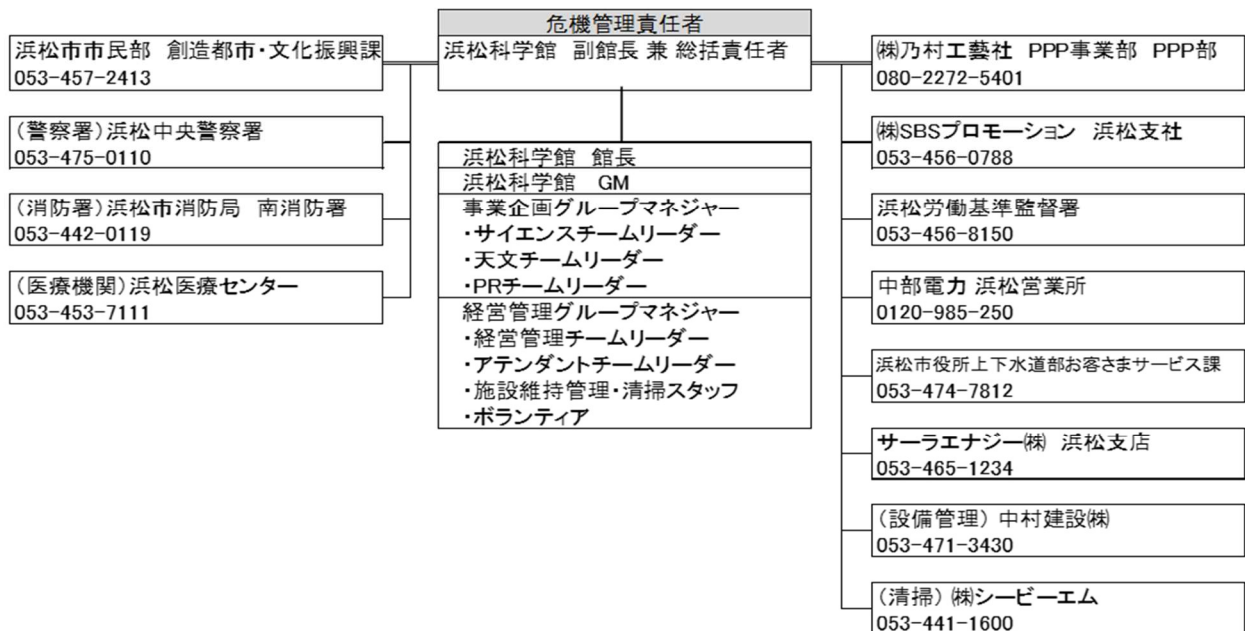 危機管理責任者
浜松科学館 副館長 兼 総括責任者
浜松市市民部 創造都市・文化振興課
053-457-2413
(警察署)浜松中央警察署
053-475-0110
(消防署)浜松市消防局 南消防署
053-442-0119
(医療機関)浜松医療センター
053-453-7111
浜松科学館 館長
浜松科学館 GM
事業企画グループマネジャー
・サイエンスチームリーダー
・天文チームリーダー
・PRチームリーダー
経営管理グループマネジャー
・経営管理チームリーダー
・アテンダントチームリーダー
・施設維持管理・清掃スタッフ
・ボランティア
㈱乃村工藝社 PPP事業部 PPP部
080-2272-5401
㈱SBSプロモーション 浜松支社
053-456-0788
浜松労働基準監督署
053-456-8150
中部電力 浜松営業所
0120-985-250
浜松市役所上下水道部お客さまサービス課
053-474-7812
サーラエナジー㈱ 浜松支店
053-465-1234
(設備管理) 中村建設㈱
053-471-3430
(清掃) ㈱シービーエム
053-441-1600